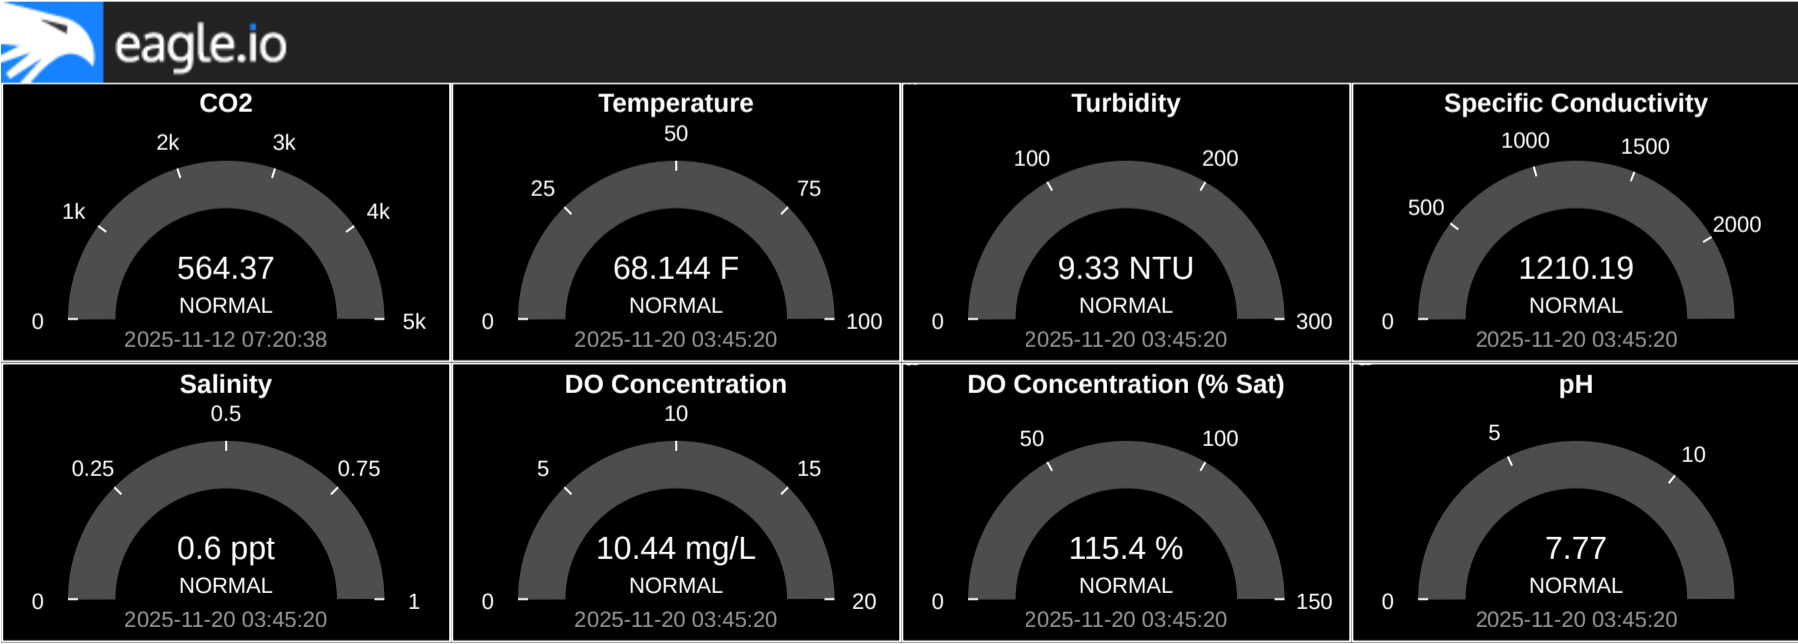 eagle.io
CO2
2k
3k
1k
4k
564.37
NORMAL
0
5k
2025-11-12 07:20:38
Temperature
50
25
75
68.144 F
NORMAL
0
100
2025-11-20 03:45:20
Turbidity
100
200
9.33 NTU
NORMAL
0
300
2025-11-20 03:45:20
Specific Conductivity
1000
1500
500
2000
1210.19
NORMAL
0
2025-11-20 03:45:20
Salinity
0.5
0.25
0.75
0.6 ppt
NORMAL
0
1
2025-11-20 03:45:20
DO Concentration
10
5
15
10.44 mg/L
NORMAL
0
20
2025-11-20 03:45:20
DO Concentration (% Sat)
50
100
115.4 %
NORMAL
0
150
2025-11-20 03:45:20
pH
5
10
7.77
NORMAL
0
2025-11-20 03:45:20